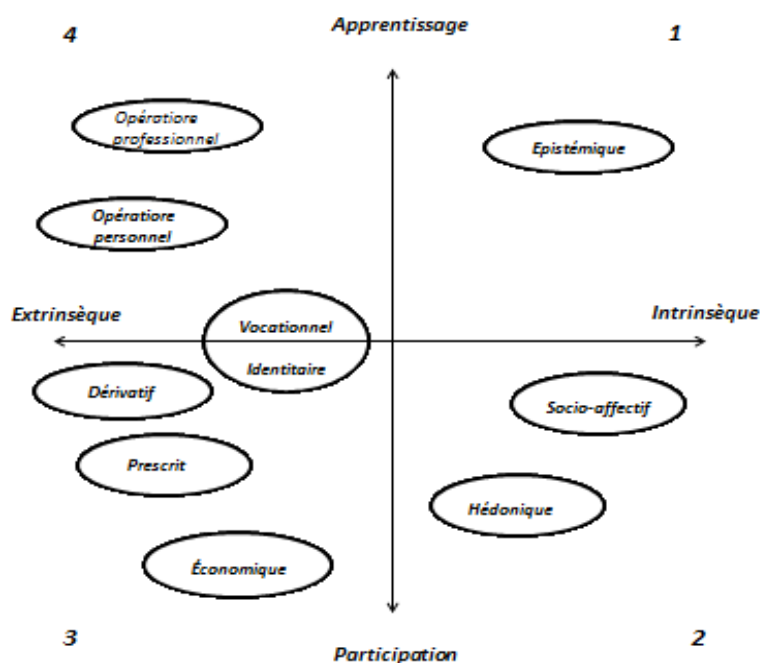 4
Apprentissage
1
Opératiore
professionnel
Epistémique
Opératiore
personnel
Extrinsèque
Intrinsèque
Vocationnel
Identitaire
Dérivatif
Socio-affectif
Prescrit
Hédonique
Économique
3
Participation
2